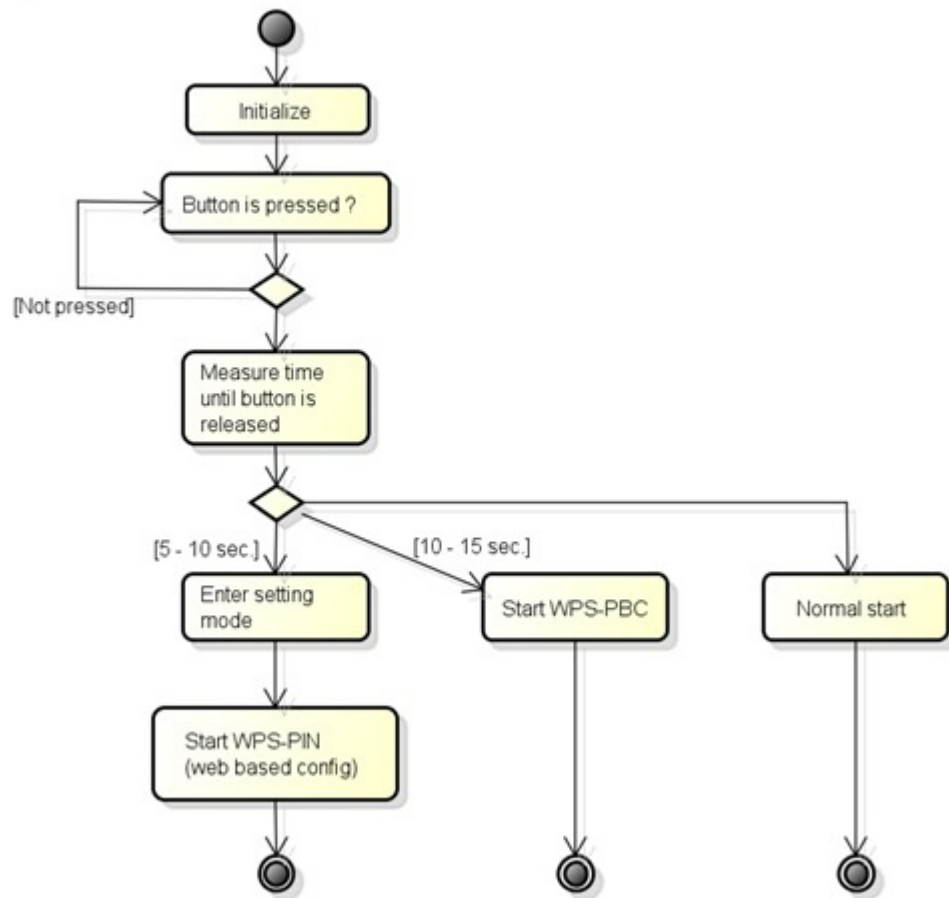 Initialize
Button is pressed ?
[Not pressed]
Measure time
until button is
released
[5 - 10 sec.]
[10 - 15 sec.]
Enter setting
mode
Start WPS-PBC
Normal start
Start WPS-PIN
(web based config)